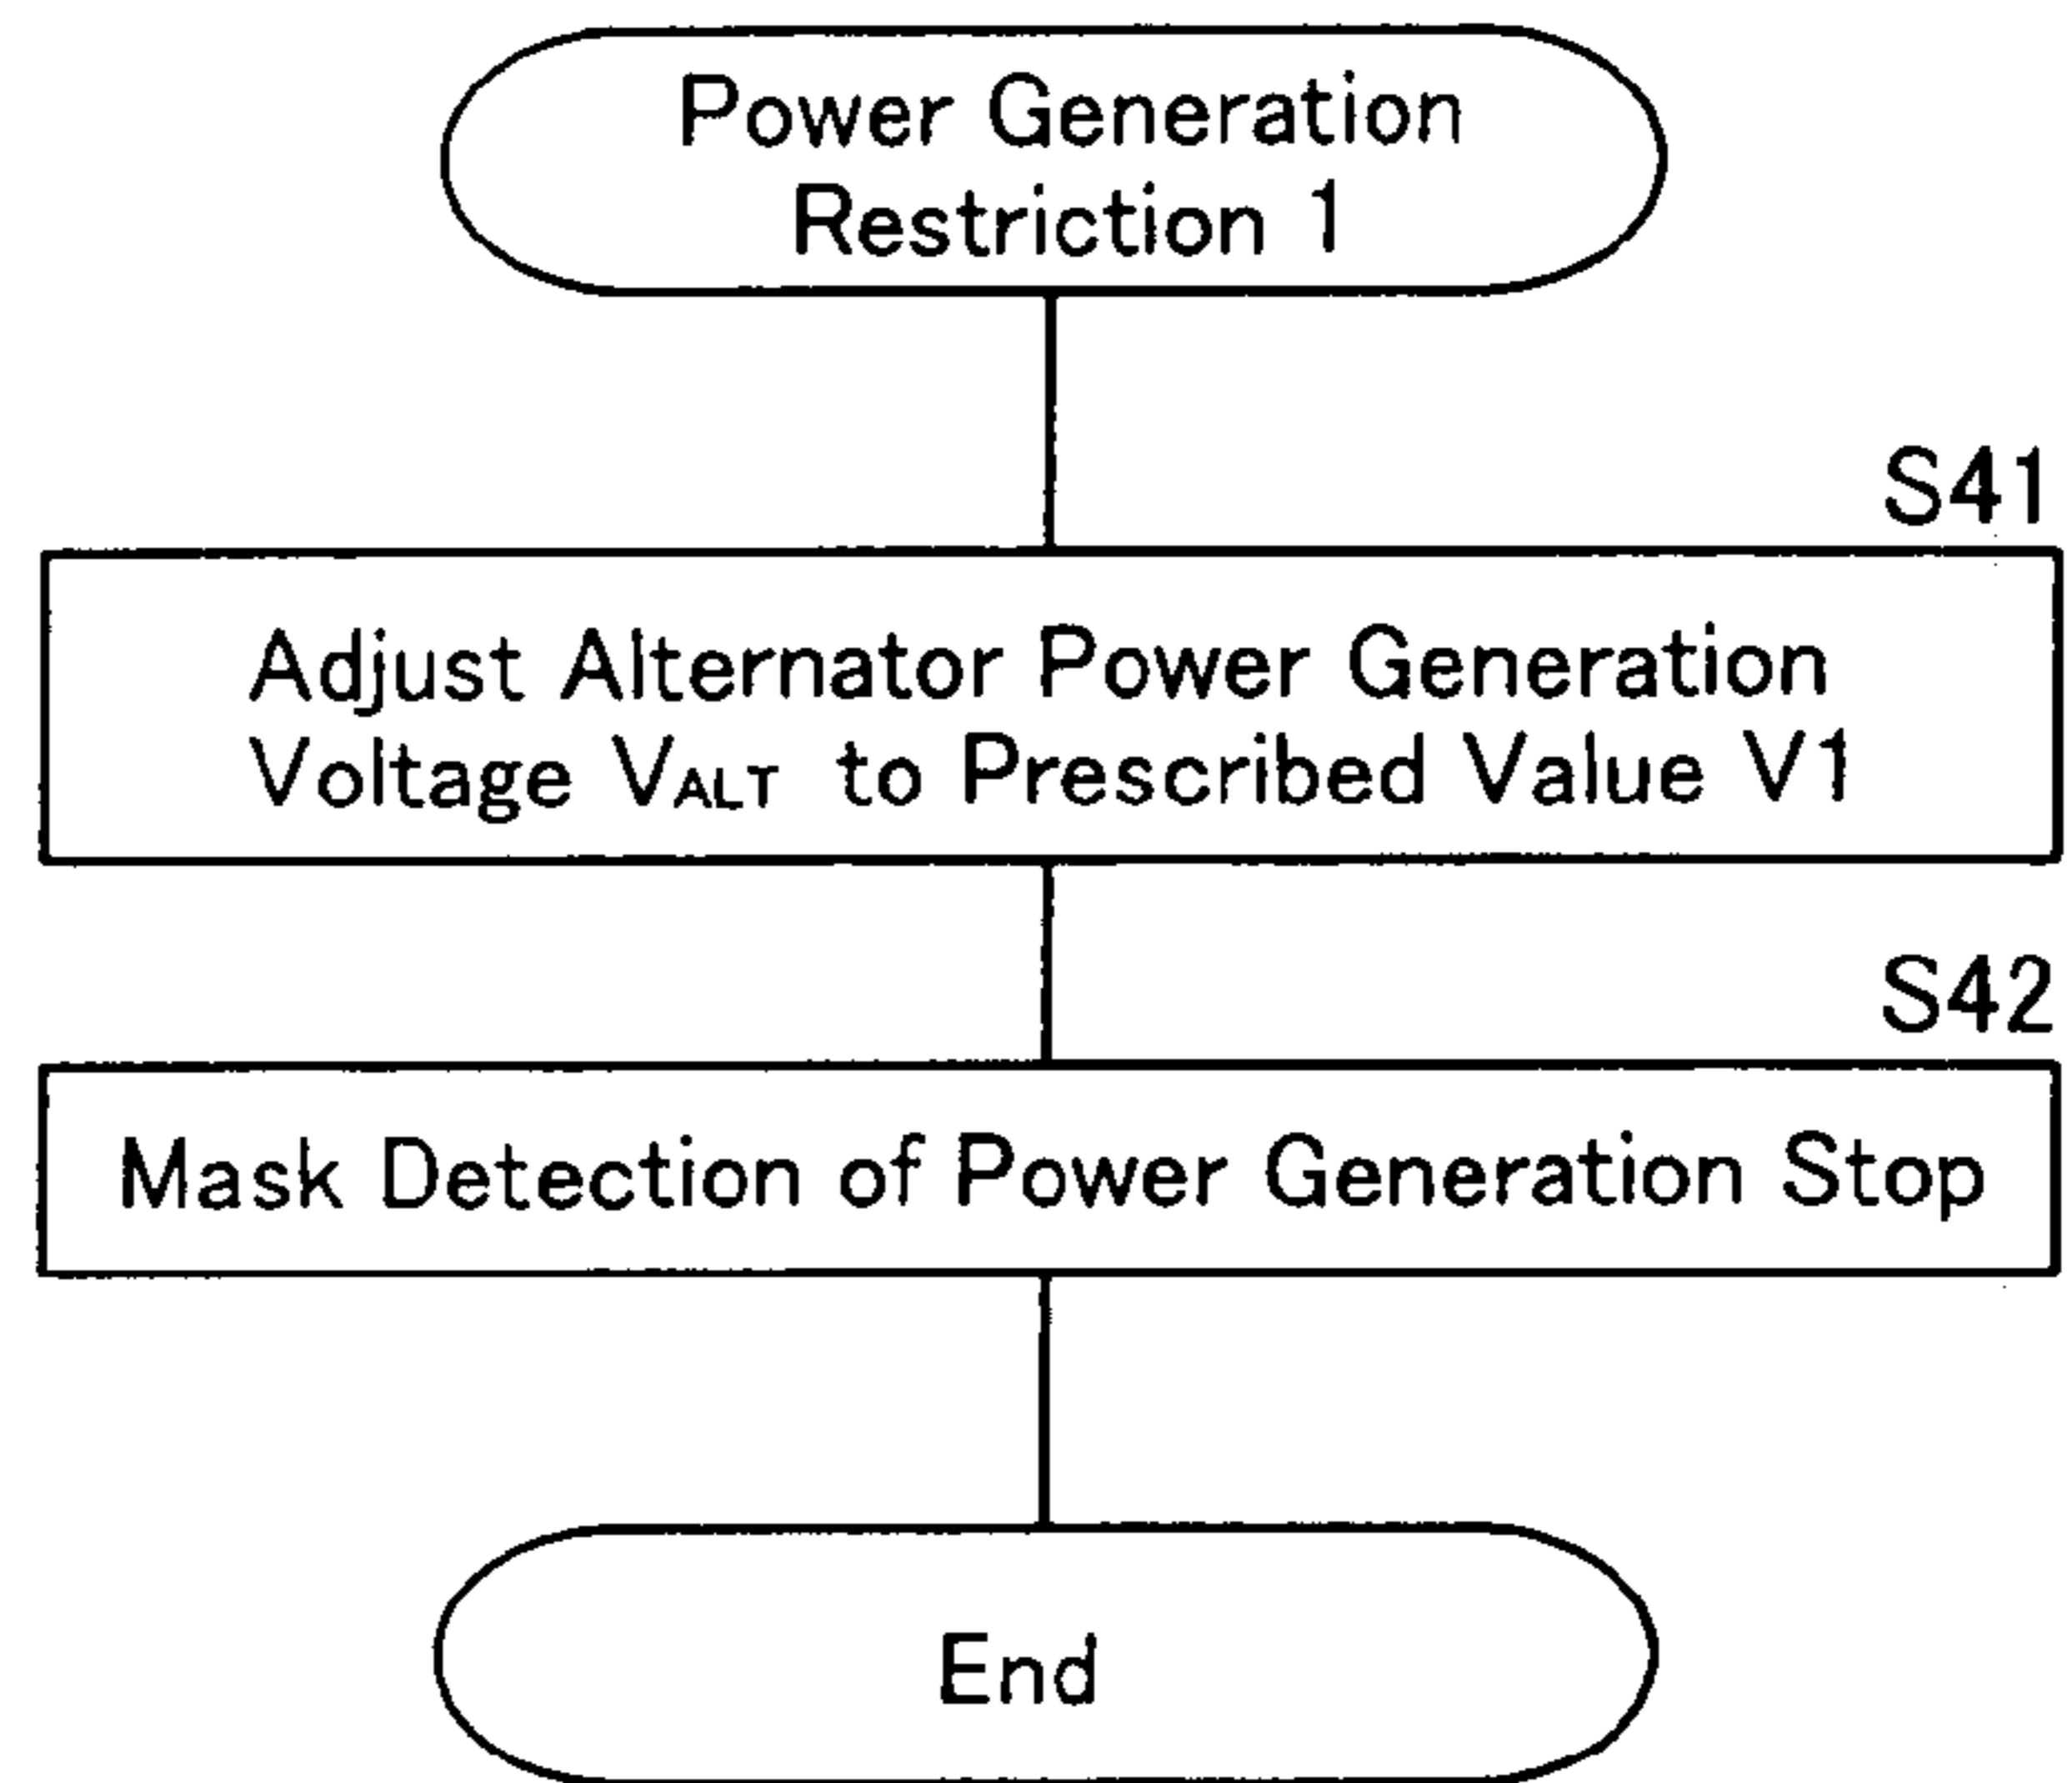 Power Generation
Restriction 1
S41
Adjust Alternator Power Generation
Voltage VALT to Prescribed Value V1
S42
Mask Detection of Power Generation Stop
End